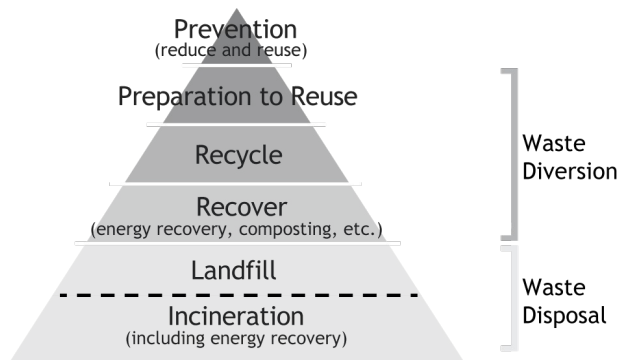 Prevention
(reduce and reuse)
Preparation to Reuse
Recycle
Recover
(energy recovery, composting, etc.)
Landfill
Incineration
(including energy recovery)
Waste
Diversion
Waste
Disposal